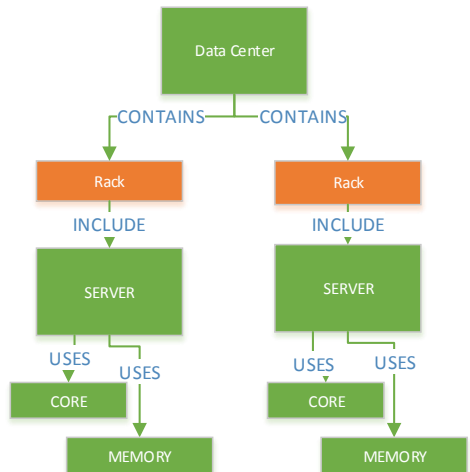 Data Center
CONTAINS CONTAINS
Rack Rack
INCLUDE INCLUDE
SERVER SERVER
USES USES USES USES
CORE CORE
MEMORY MEMORY